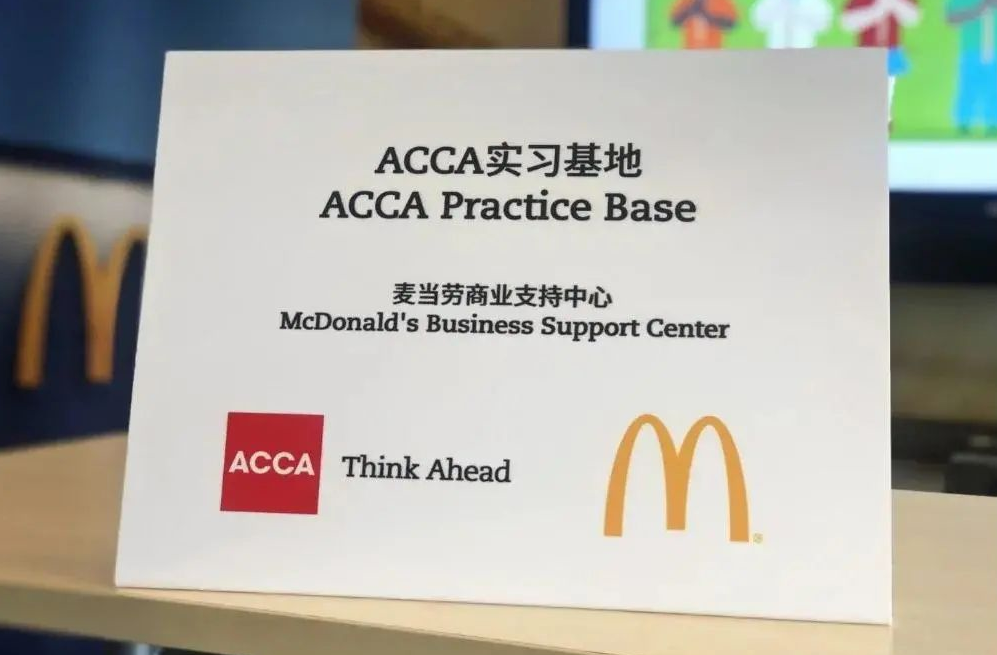 ACCA实习基地
ACCA Practice Base
麦当劳商业支持中心
McDonald's Business Support Center
ACCA Think Ahead
®